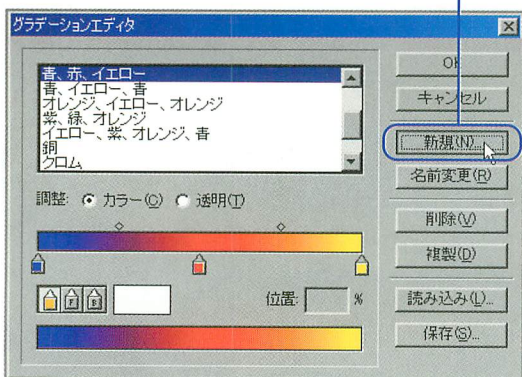 グラデーションエディタ
青、赤、イエロー
青、イエロー、青
オレンジ、イエロー、オレンジ
紫、緑、オレンジ
イエロー、紫、オレンジ、青
銅
クロム
調整: カラー(C) 透明(T)
F B
位置: %
OK
キャンセル
新規(N)...
名前変更(R)
削除(V)
複製(D)
読み込み(L)...
保存(S)...